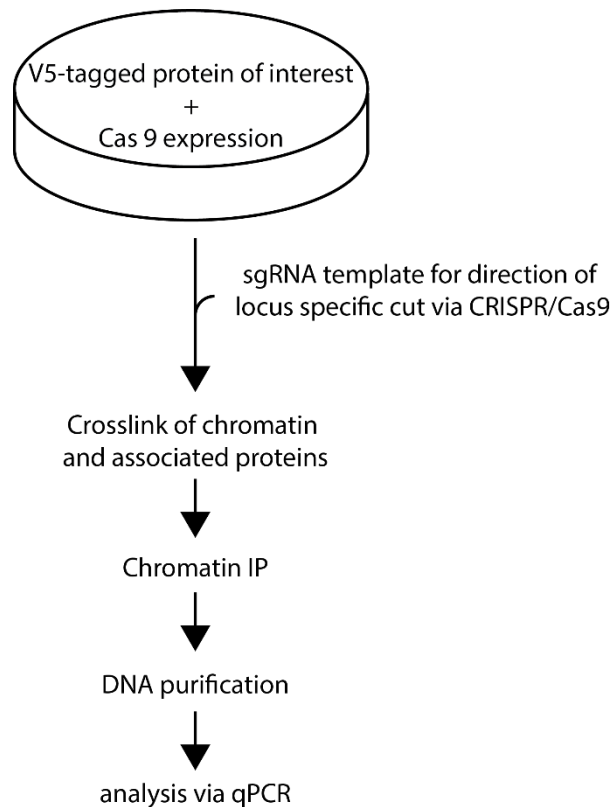 V5-tagged protein of interest
+
Cas 9 expression
sgRNA template for direction of
locus specific cut via CRISPR/Cas9
Crosslink of chromatin
and associated proteins
Chromatin IP
DNA purification
analysis via qPCR